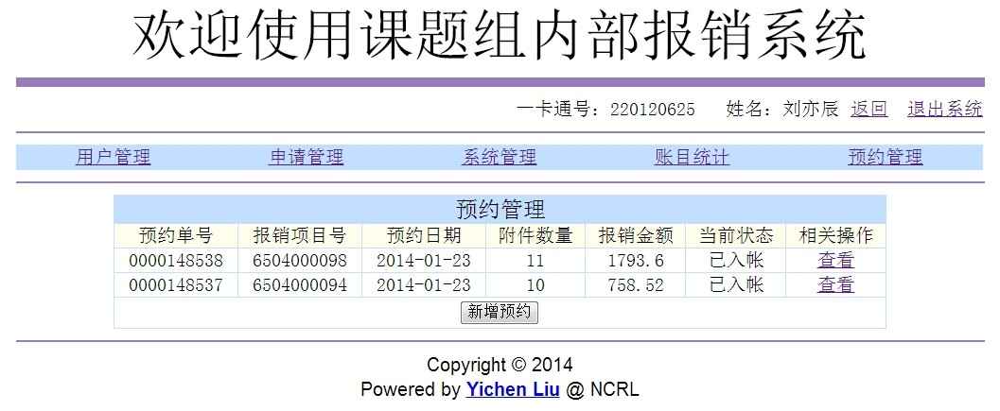 欢迎使用课题组内部报销系统
一卡通号：220120625 姓名：刘亦辰 返回 退出系统
用户管理 申请管理 系统管理 账目统计 预约管理
预约管理
预约单号 报销项目号 预约日期 附件数量 报销金额 当前状态 相关操作
0000148538 6504000098 2014-01-23 11 1793.6 已入帐 查看
0000148537 6504000094 2014-01-23 10 758.52 已入帐 查看
新增预约
Copyright © 2014
Powered by Yichen Liu @ NCRL